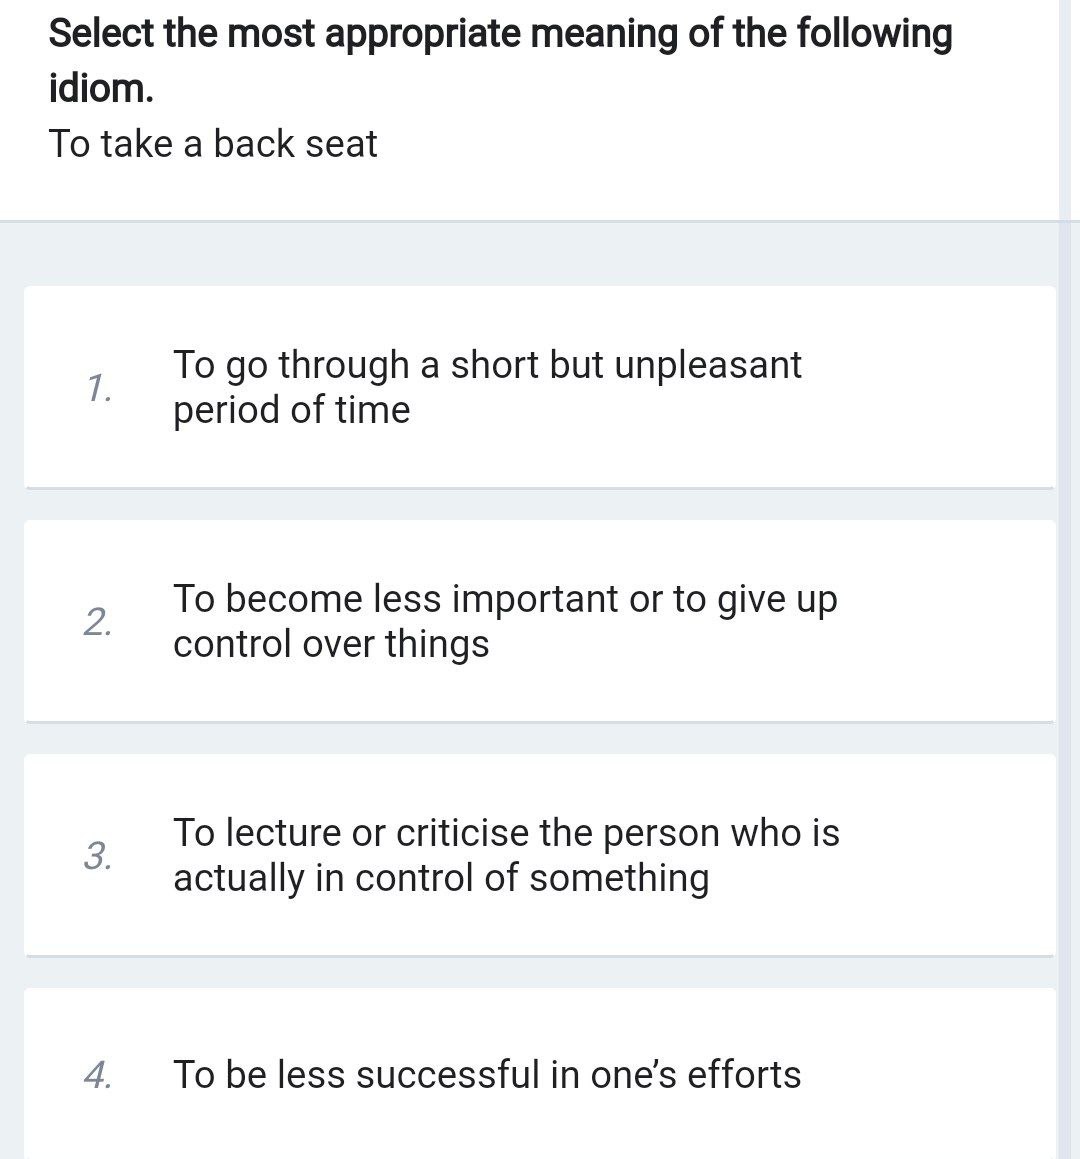 Select the most appropriate meaning of the following
idiom.
To take a back seat
1.
To go through a short but unpleasant
period of time
2.
To become less important or to give up
control over things
3.
To lecture or criticise the person who is
actually in control of something
4.
To be less successful in one's efforts